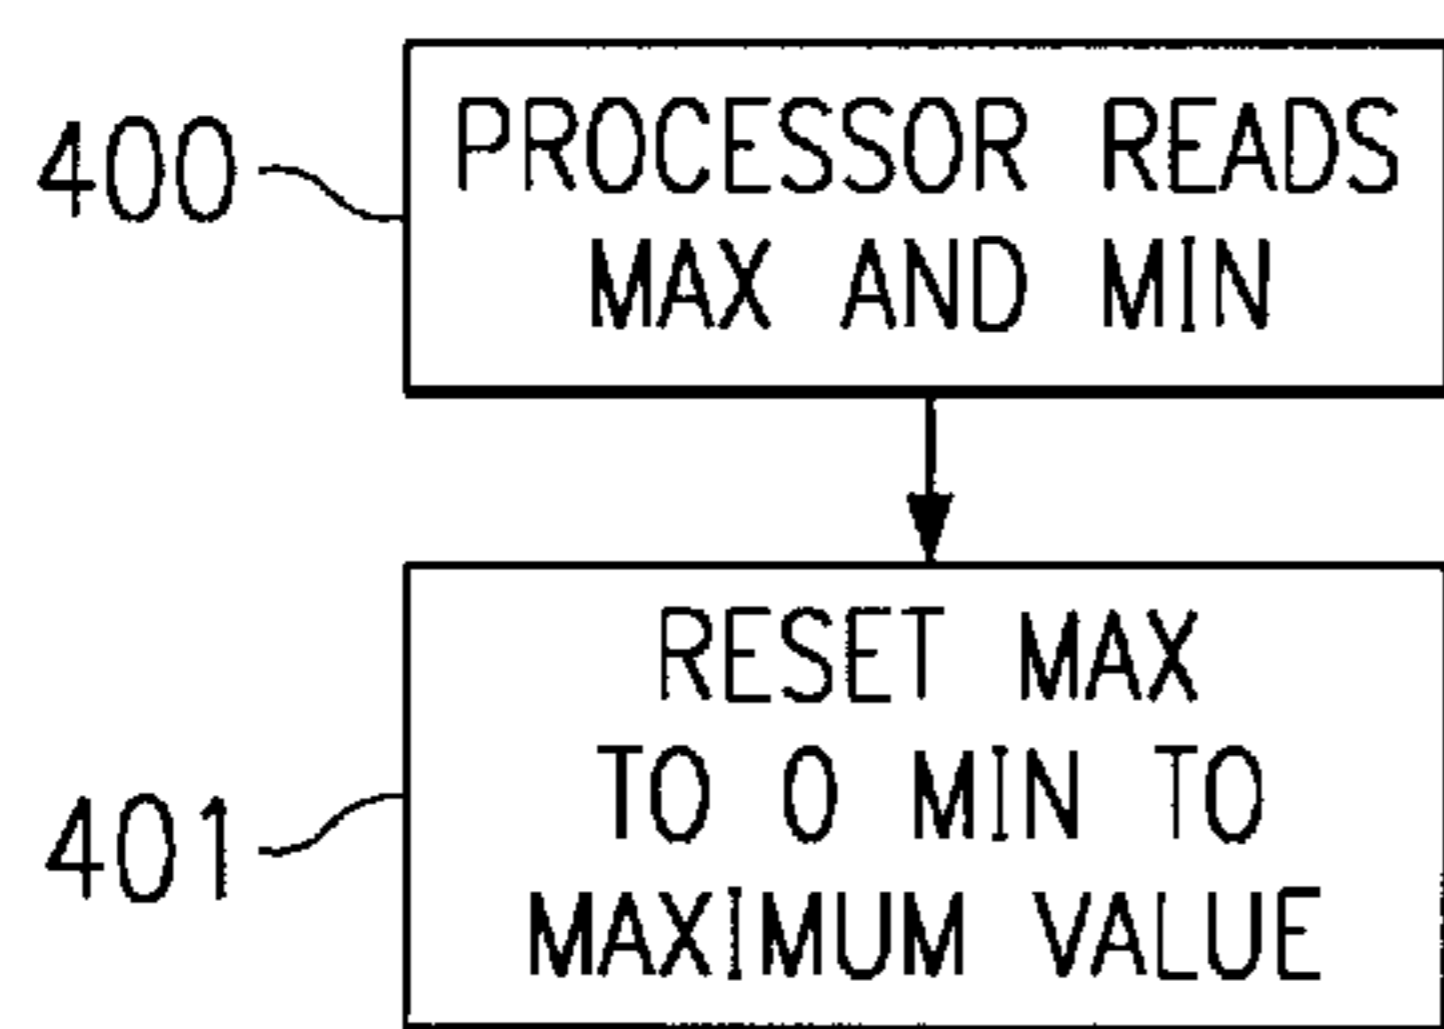 400
PROCESSOR READS
MAX AND MIN
RESET MAX
TO 0 MIN TO
MAXIMUM VALUE
401